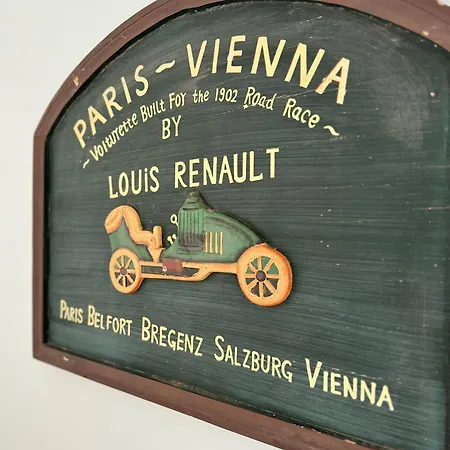 PARIS ~ VIENNA
~ Voiturette Built For the 1902 Road Race ~
BY
LOUiS RENAULT
PARIS BELFORT BREGENZ SALZBURG VIENNA